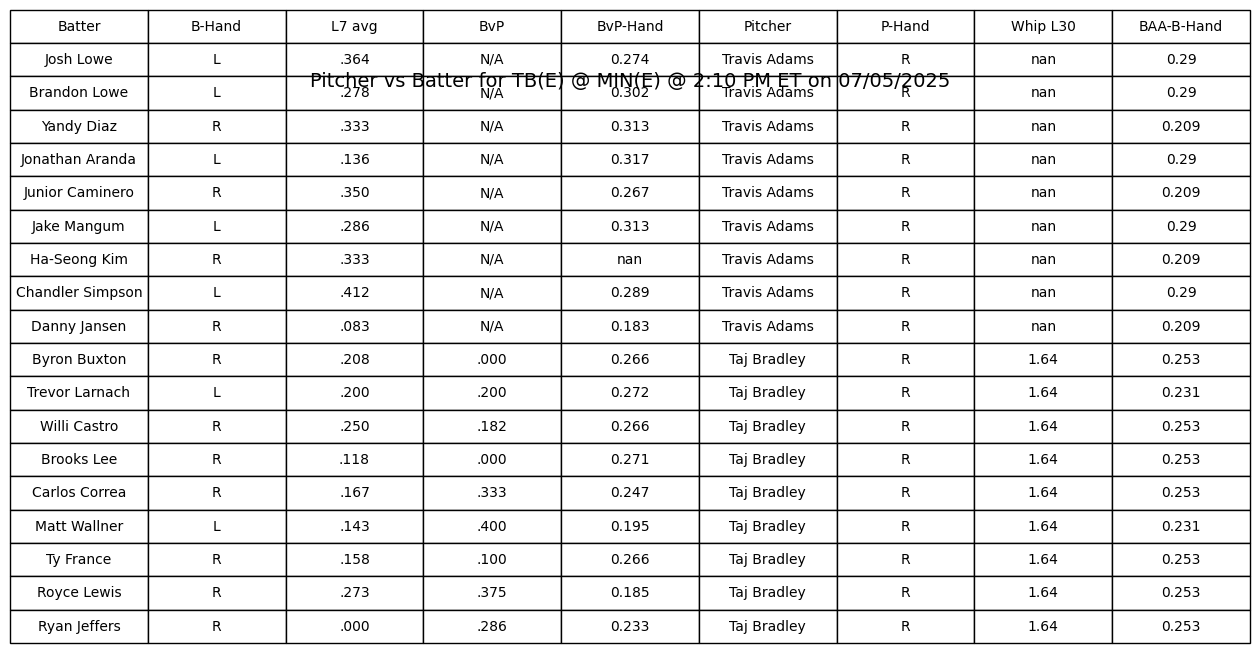 Batter B-Hand L7 avg BvP BvP-Hand Pitcher P-Hand Whip L30 BAA-B-Hand
Josh Lowe L .364 N/A 0.274 Travis Adams R nan 0.29
Pitcher vs Batter for TB(E) @ MIN(E) @ 2:10 PM ET on 07/05/2025
Brandon Lowe L .278 N/A 0.302 Travis Adams R nan 0.29
Yandy Diaz R .333 N/A 0.313 Travis Adams R nan 0.209
Jonathan Aranda L .136 N/A 0.317 Travis Adams R nan 0.29
Junior Caminero R .350 N/A 0.267 Travis Adams R nan 0.209
Jake Mangum L .286 N/A 0.313 Travis Adams R nan 0.29
Ha-Seong Kim R .333 N/A nan Travis Adams R nan 0.209
Chandler Simpson L .412 N/A 0.289 Travis Adams R nan 0.29
Danny Jansen R .083 N/A 0.183 Travis Adams R nan 0.209
Byron Buxton R .208 .000 0.266 Taj Bradley R 1.64 0.253
Trevor Larnach L .200 .200 0.272 Taj Bradley R 1.64 0.231
Willi Castro R .250 .182 0.266 Taj Bradley R 1.64 0.253
Brooks Lee R .118 .000 0.271 Taj Bradley R 1.64 0.253
Carlos Correa R .167 .333 0.247 Taj Bradley R 1.64 0.253
Matt Wallner L .143 .400 0.195 Taj Bradley R 1.64 0.231
Ty France R .158 .100 0.266 Taj Bradley R 1.64 0.253
Royce Lewis R .273 .375 0.185 Taj Bradley R 1.64 0.253
Ryan Jeffers R .000 .286 0.233 Taj Bradley R 1.64 0.253